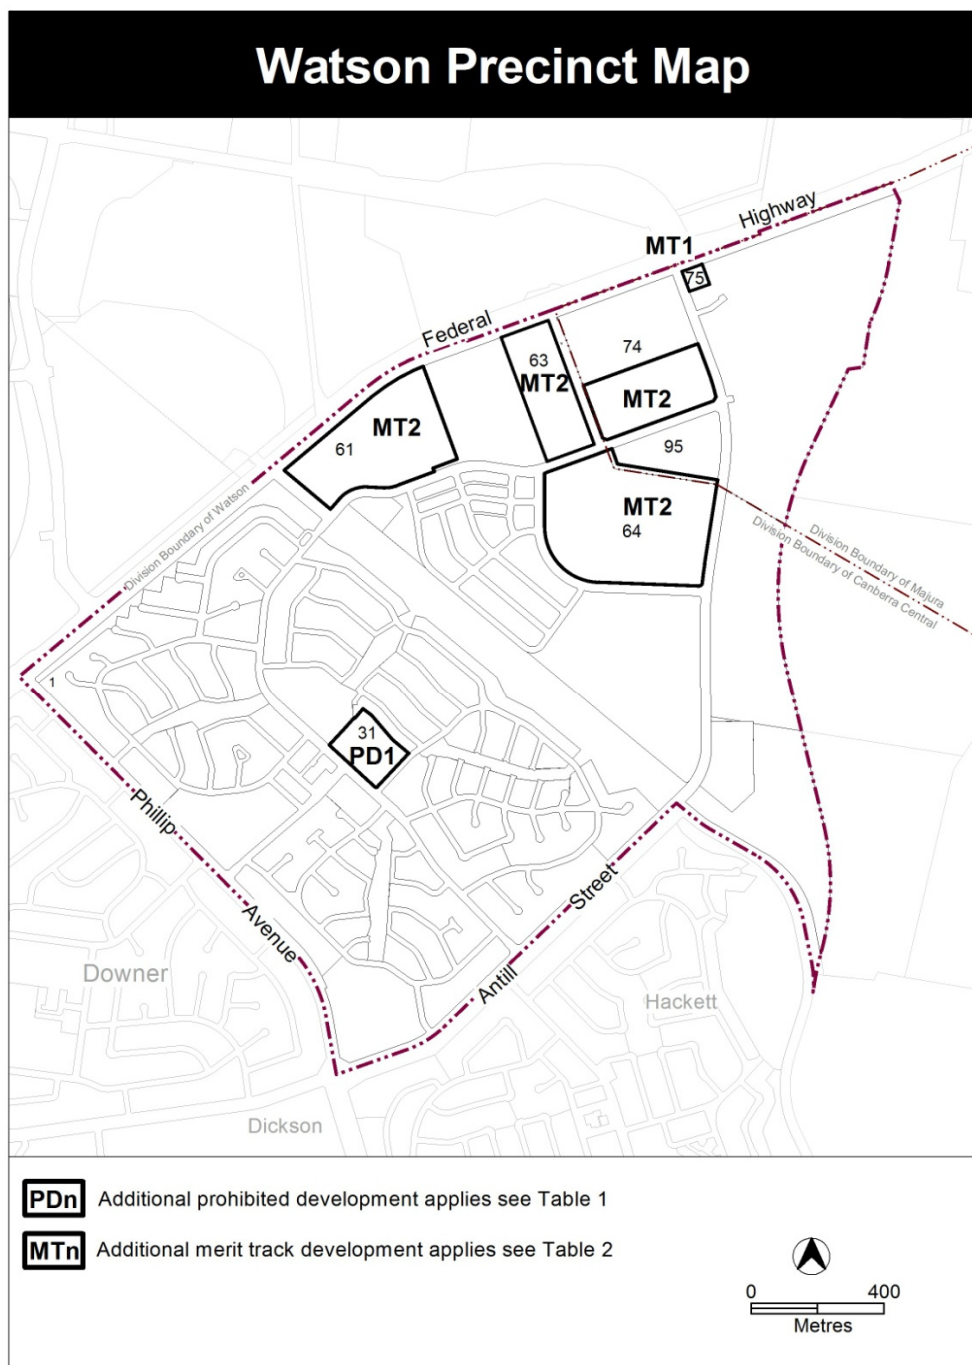 Watson Precinct Map
Highway
MT1
75
Federal
63
MT2
74
MT2
MT2
61
95
MT2
64
Division Boundary of Watson
Division Boundary of Majura
Division Boundary of Canberra Central
1
31
PD1
Phillip
Avenue
Street
Antill
Downer
Hackett
Dickson
PDn Additional prohibited development applies see Table 1
MTn Additional merit track development applies see Table 2
0 400
Metres